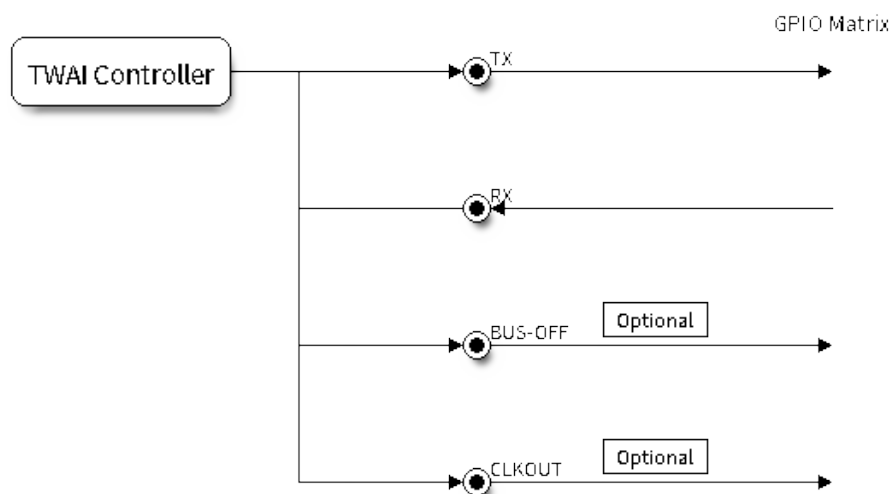 GPIO Matrix
TWAI Controller
TX
RX
BUS-OFF
Optional
CLKOUT
Optional